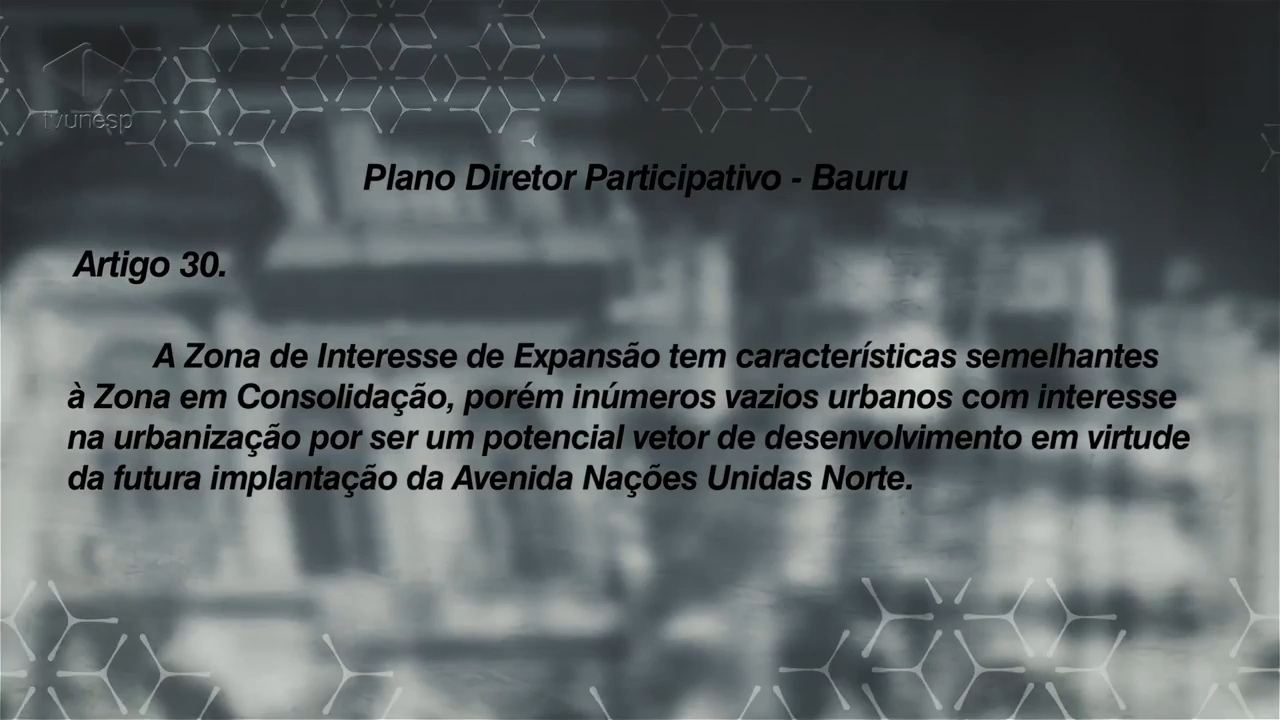 tvunesp
Plano Diretor Participativo - Bauru
Artigo 30.
A Zona de Interesse de Expansão tem características semelhantes
à Zona em Consolidação, porém inúmeros vazios urbanos com interesse
na urbanização por ser um potencial vetor de desenvolvimento em virtude
da futura implantação da Avenida Nações Unidas Norte.